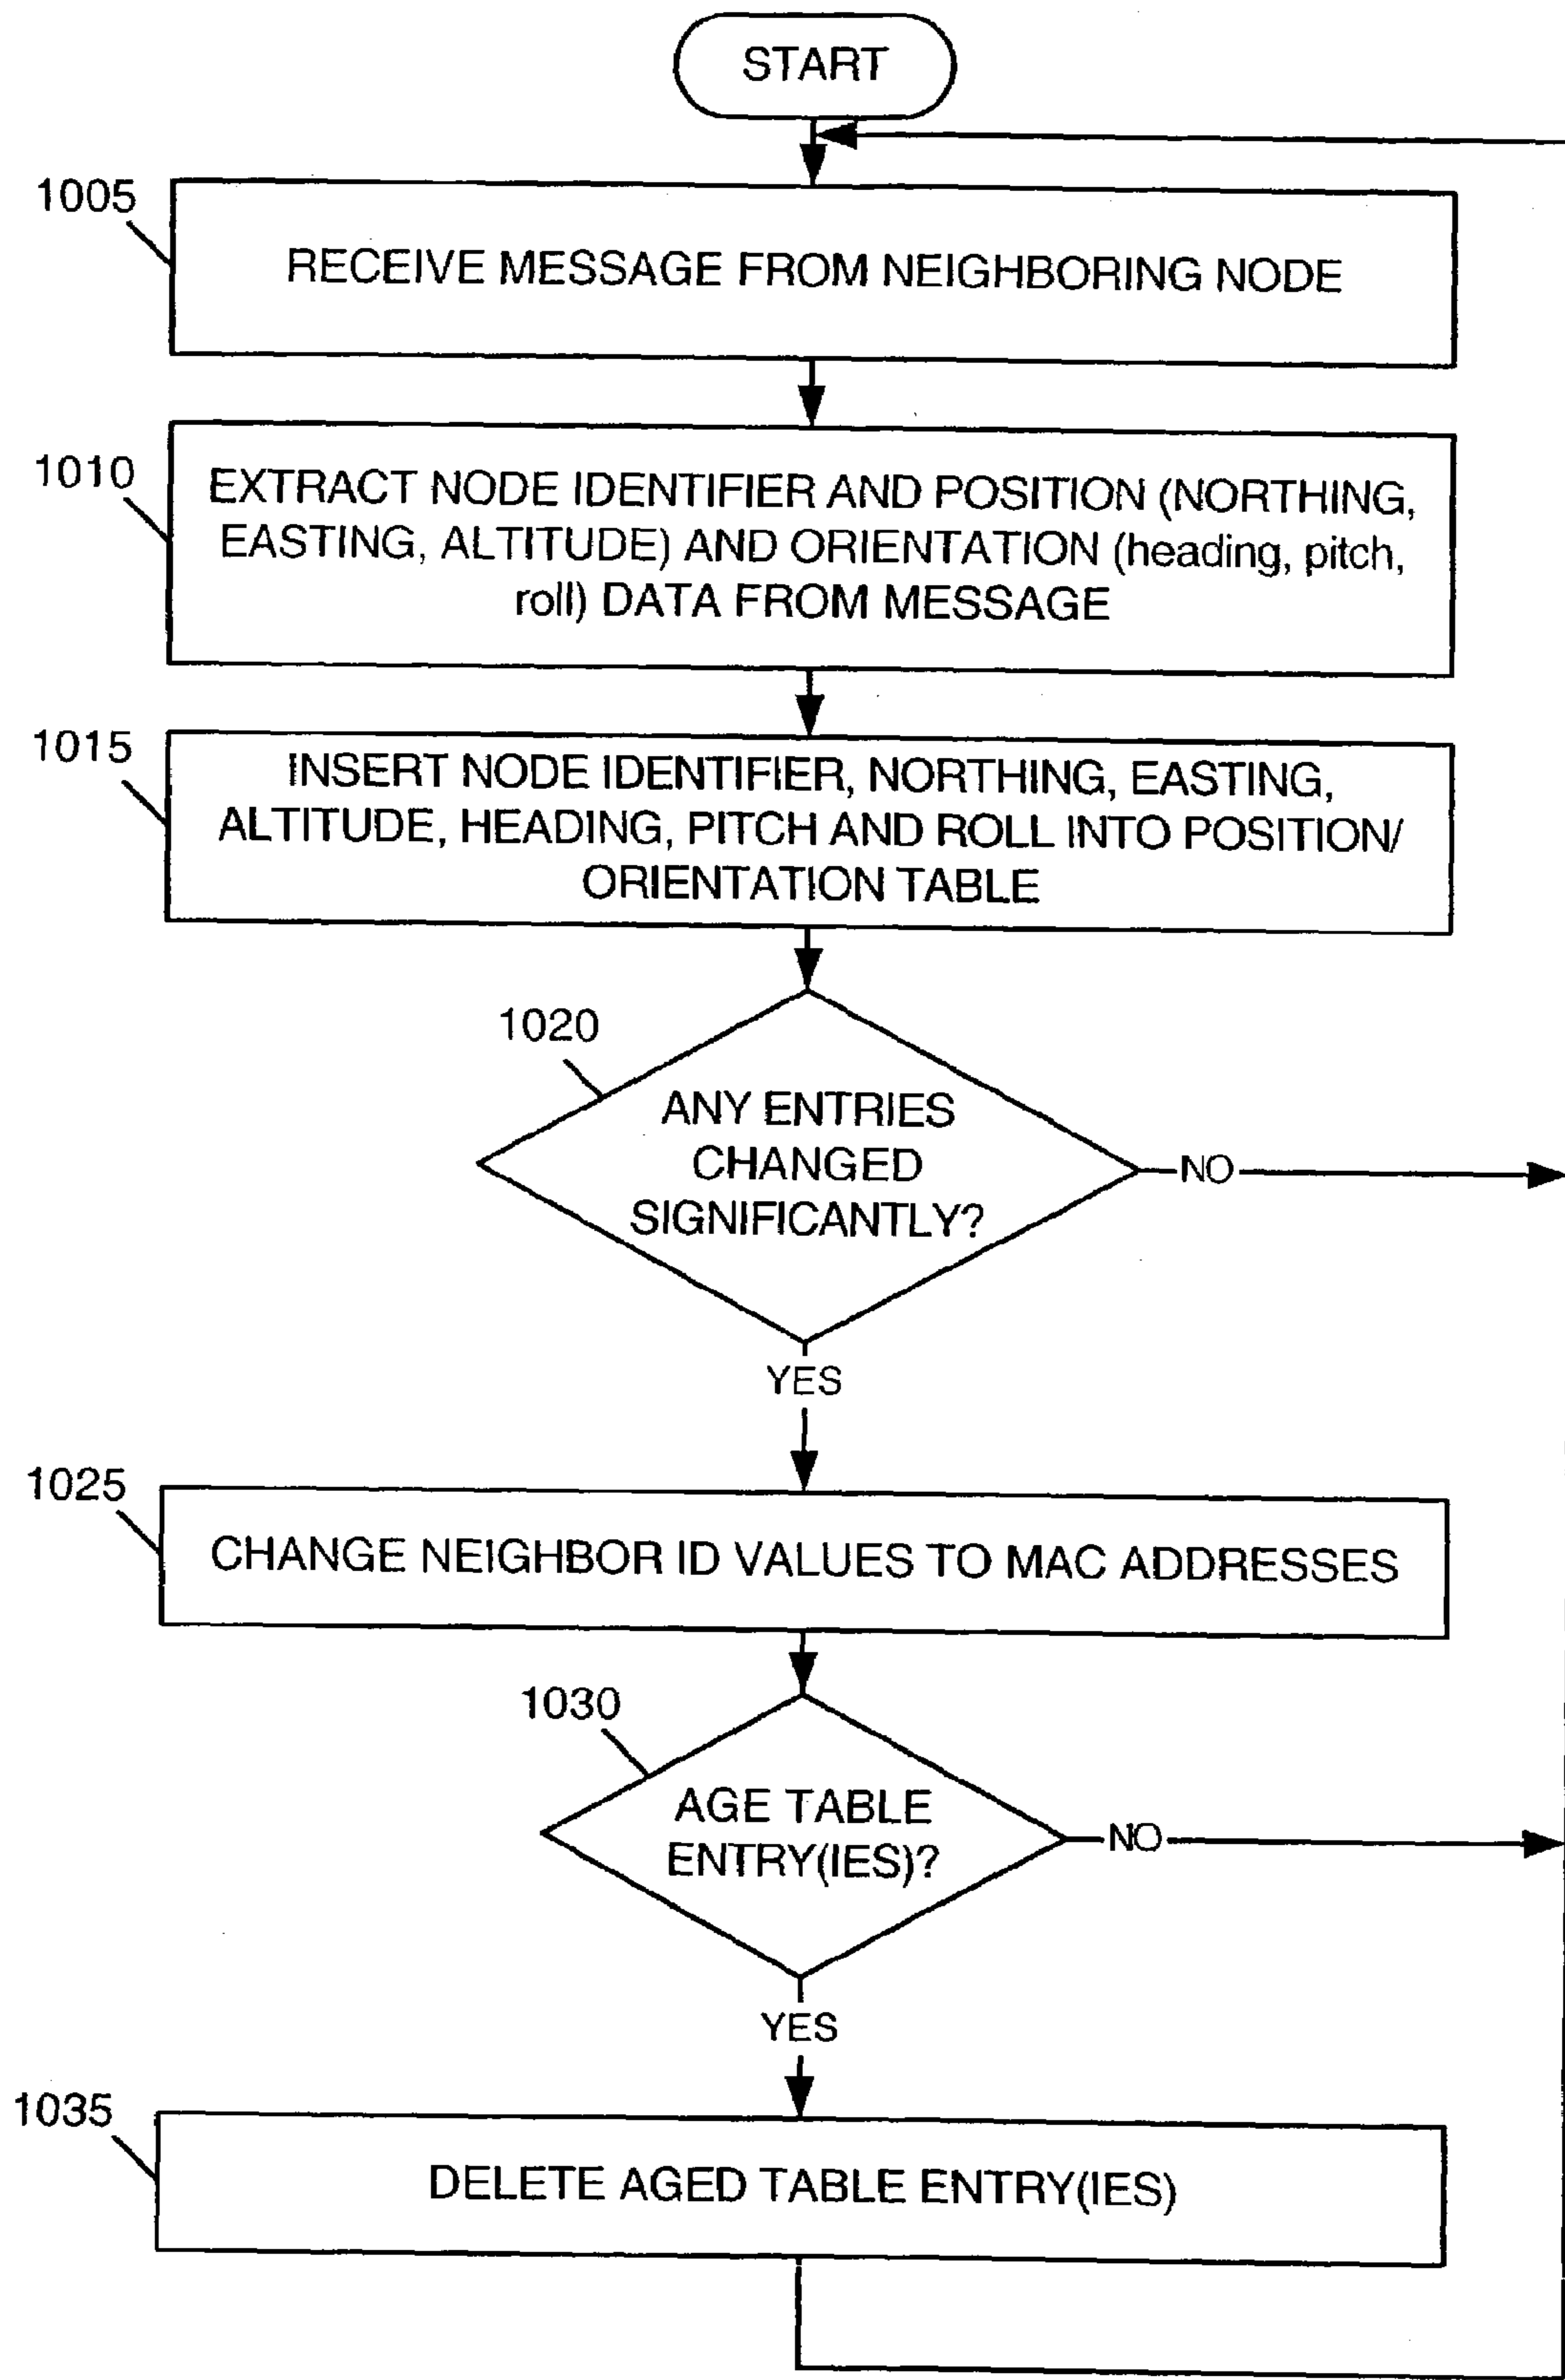 START
1005
RECEIVE MESSAGE FROM NEIGHBORING NODE
1010
EXTRACT NODE IDENTIFIER AND POSITION (NORTHING,
EASTING, ALTITUDE) AND ORIENTATION (heading, pitch,
roll) DATA FROM MESSAGE
1015
INSERT NODE IDENTIFIER, NORTHING, EASTING,
ALTITUDE, HEADING, PITCH AND ROLL INTO POSITION/
ORIENTATION TABLE
1020
ANY ENTRIES
CHANGED
SIGNIFICANTLY?
NO
YES
1025
CHANGE NEIGHBOR ID VALUES TO MAC ADDRESSES
1030
AGE TABLE
ENTRY(IES)?
NO
YES
1035
DELETE AGED TABLE ENTRY(IES)